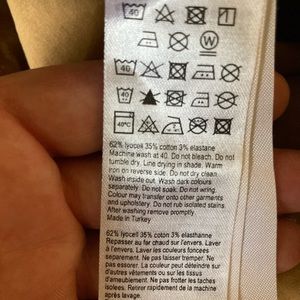 40
W
40
40
40°C
62% lyocell 35% cotton 3% elastane
Machine wash at 40. Do not bleach. Do not
tumble dry. Line drying in shade. Warm
iron on reverse side. Do not dry clean.
Wash inside out. Wash dark colours
separately. Do not soak. Do not wring.
Colour may transfer onto other garments
and upholstery. Do not rub isolated stains.
After washing remove promptly.
Made in Turkey
62% lyocell 35% cotton 3% elasthanne
Repasser au fer chaud sur l'envers. Laver
à l'envers. Laver les couleurs foncées
séparément. Ne pas laisser tremper. Ne
pas essorer. La couleur peut déteindre sur
d'autres vêtements ou sur les tissus
d'ameublement. Ne pas frotter les taches
isolées. Retirer rapidement de la machine
après lavage.